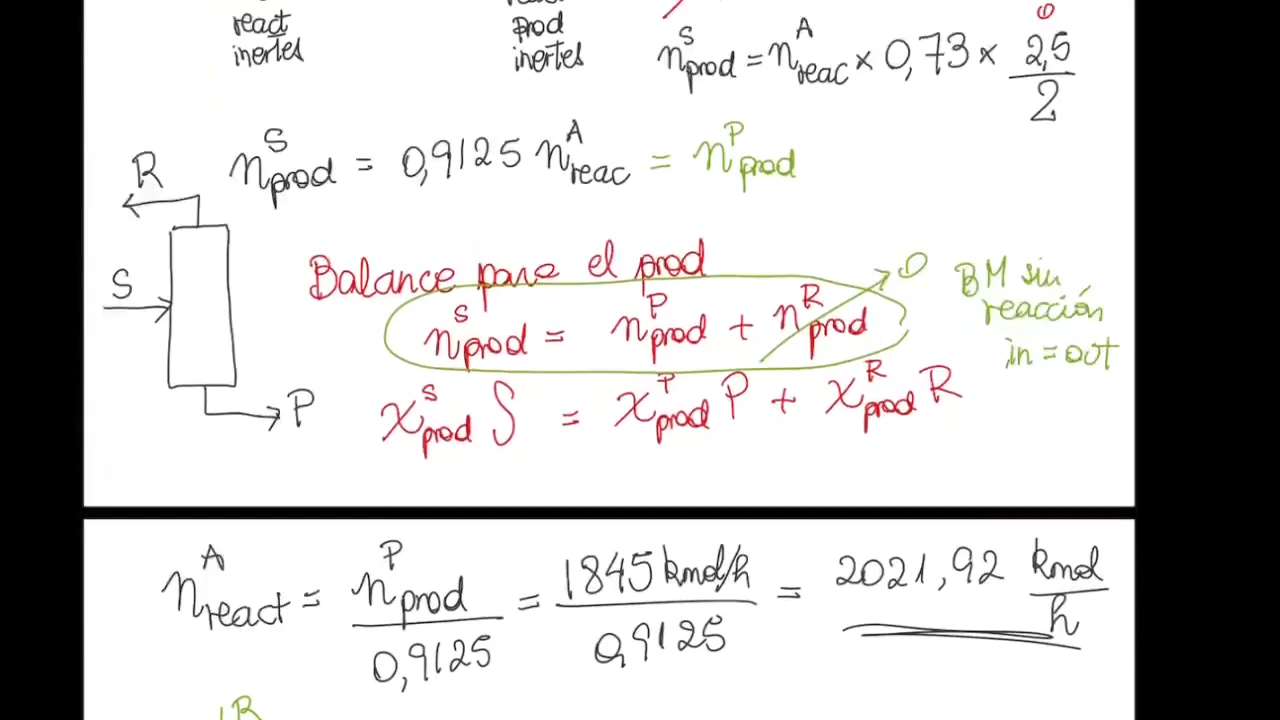 react
inertes
prod
inertes
n^S_prod = n^A_reac × 0,73 × 2,5/2
n^S_prod = 0,9125 n^A_reac = n^P_prod
R
S
P
Balance para el prod
n^S_prod = n^P_prod + n^R_prod
0
BM sin
reacción
in = out
x^S_prod S = x^P_prod P + x^R_prod R
n^A_react = n^P_prod/0,9125 = 1845 kmol/h/0,9125 = 2021,92 kmol/h
R